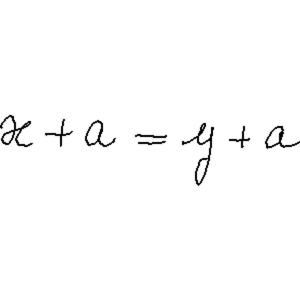 x + a = y + a